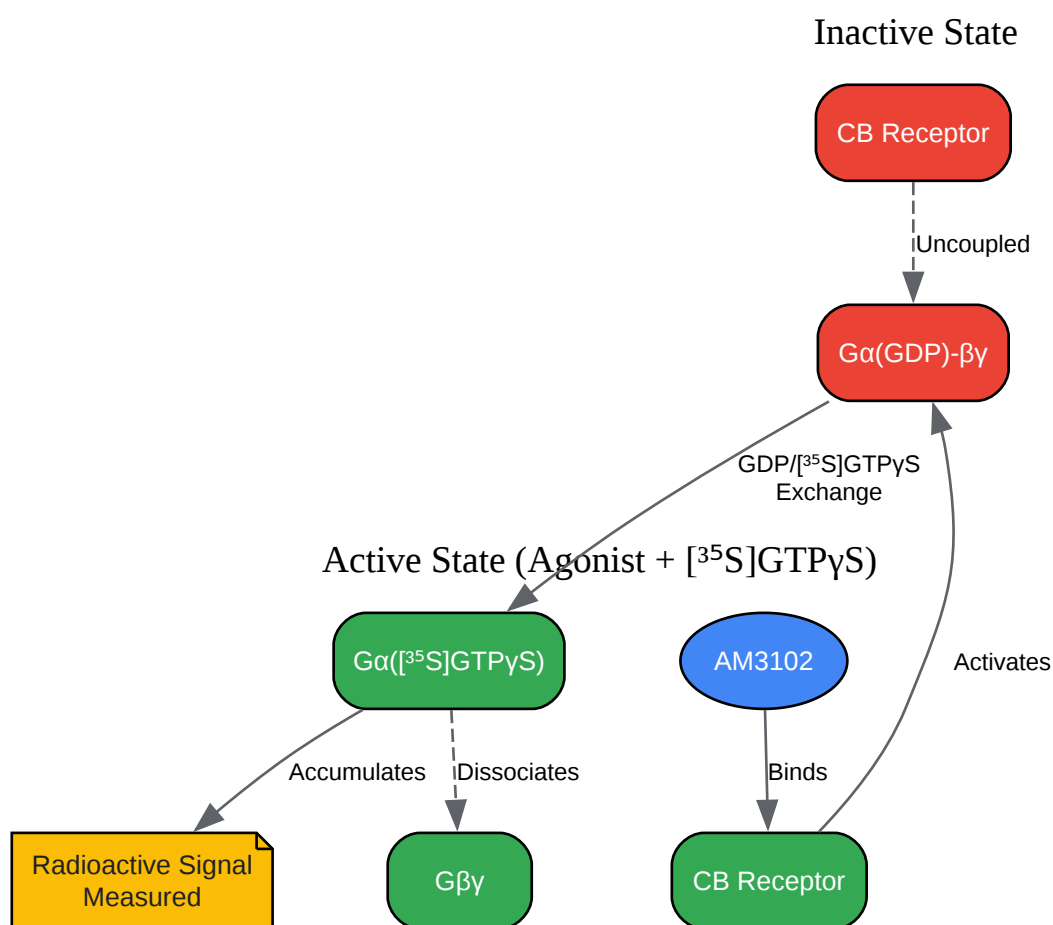 Inactive State
CB Receptor
Uncoupled
Gα(GDP)-βγ
GDP/[³⁵S]GTPγS
Exchange
Active State (Agonist + [³⁵S]GTPγS)
Gα([³⁵S]GTPγS)
AM3102
Activates
Accumulates
Dissociates
Binds
Radioactive Signal
Measured
Gβγ
CB Receptor